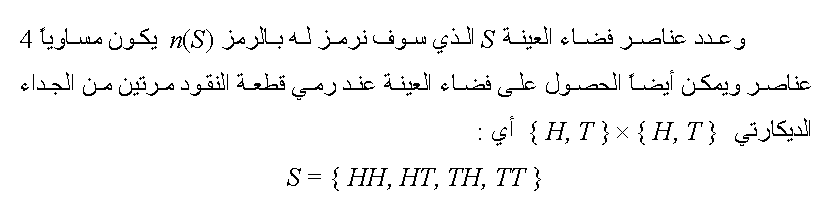 وعدد عناصر فضاء العينة S الذي سوف نرمز له بالرمز n(S) يكون مساوياً 4
عناصر ويمكن أيضاً الحصول على فضاء العينة عند رمي قطعة النقود مرتين من الجداء
الديكارتي { H, T } × { H, T } أي :
S = { HH, HT, TH, TT }